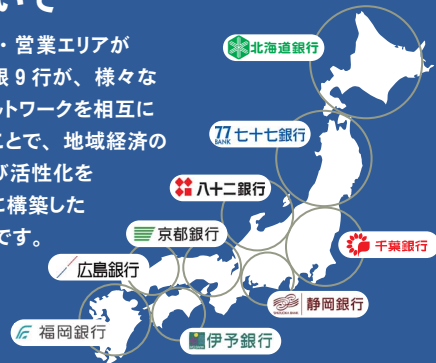 いて
・営業エリアが
銀9行が、様々な
ットワークを相互に
ことで、地域経済の
び活性化を
に構築した
です。
北海道銀行
77 BANK 七十七銀行
八十二銀行
京都銀行
千葉銀行
広島銀行
静岡銀行
福岡銀行
伊予銀行